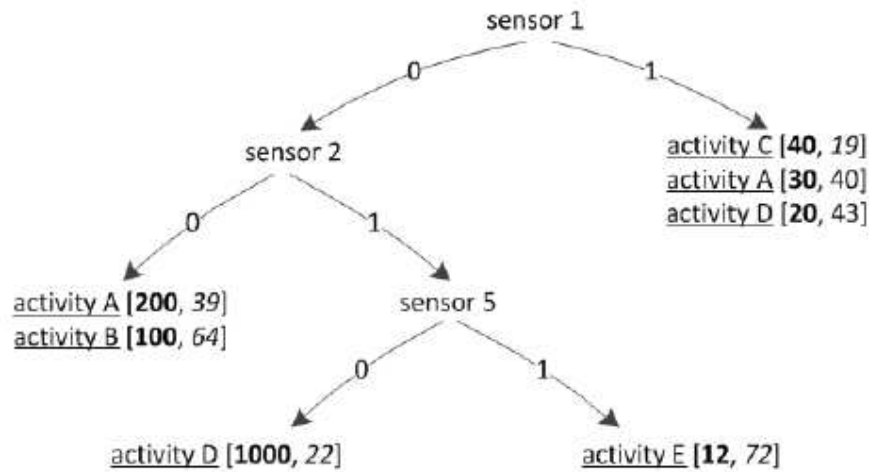 sensor 1
0
1
sensor 2
activity C [40, 19]
activity A [30, 40]
activity D [20, 43]
0
1
activity A [200, 39]
activity B [100, 64]
sensor 5
0
1
activity D [1000, 22]
activity E [12, 72]